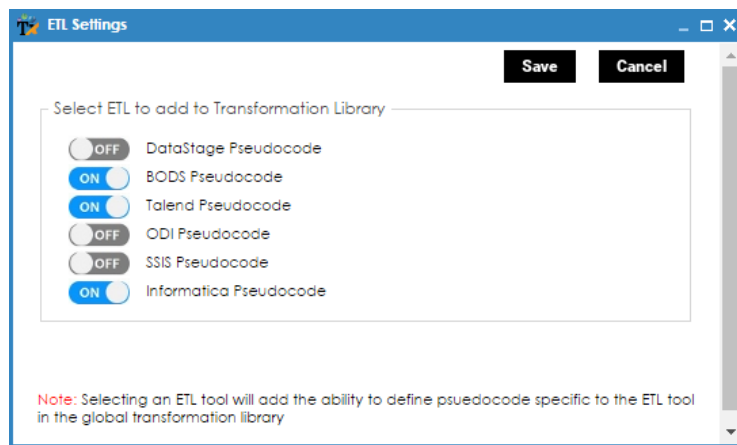 ETL Settings
Save Cancel
Select ETL to add to Transformation Library
OFF DataStage Pseudocode
ON BODS Pseudocode
ON Talend Pseudocode
OFF ODI Pseudocode
OFF SSIS Pseudocode
ON Informatica Pseudocode
Note: Selecting an ETL tool will add the ability to define psuedocode specific to the ETL tool
in the global transformation library